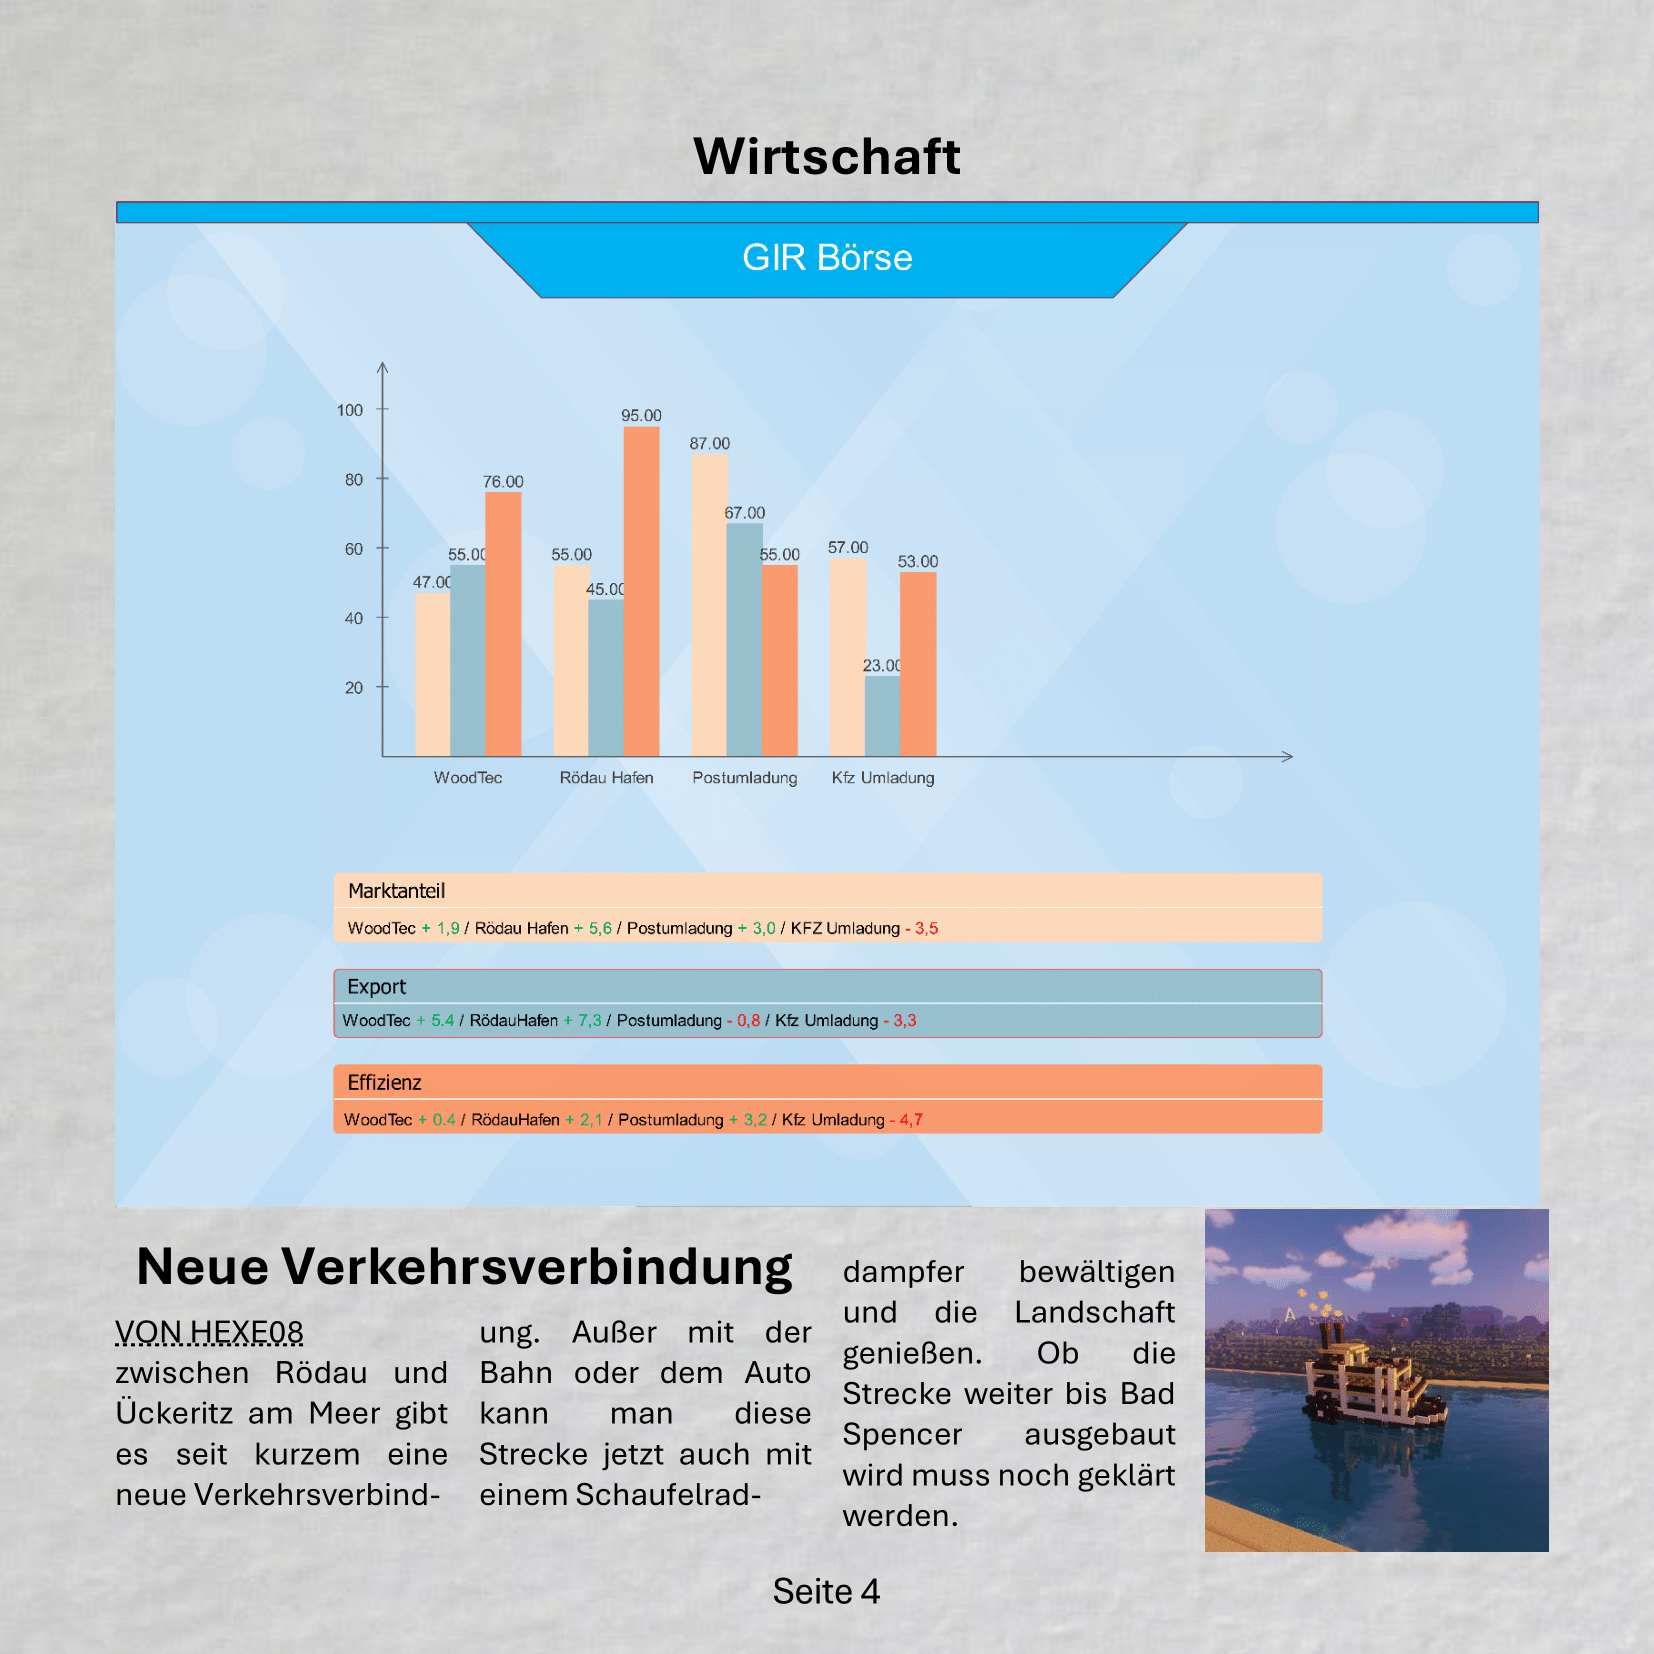 Wirtschaft
GIR Börse
100
80
60
40
20
47.00
55.00
76.00
55.00
45.00
95.00
87.00
67.00
55.00
57.00
23.00
53.00
WoodTec
Rödau Hafen
Postumladung
Kfz Umladung
Marktanteil
WoodTec + 1,9 / Rödau Hafen + 5,6 / Postumladung + 3,0 / KFZ Umladung - 3,5
Export
WoodTec + 5.4 / RödauHafen + 7,3 / Postumladung - 0,8 / Kfz Umladung - 3,3
Effizienz
WoodTec + 0.4 / RödauHafen + 2,1 / Postumladung + 3,2 / Kfz Umladung - 4,7
Neue Verkehrsverbindung
VON HEXE08
zwischen Rödau und
Ückeritz am Meer gibt
es seit kurzem eine
neue Verkehrsverbind-
ung. Außer mit der
Bahn oder dem Auto
kann man diese
Strecke jetzt auch mit
einem Schaufelrad-
dampfer bewältigen
und die Landschaft
genießen. Ob die
Strecke weiter bis Bad
Spencer ausgebaut
wird muss noch geklärt
werden.
Seite 4